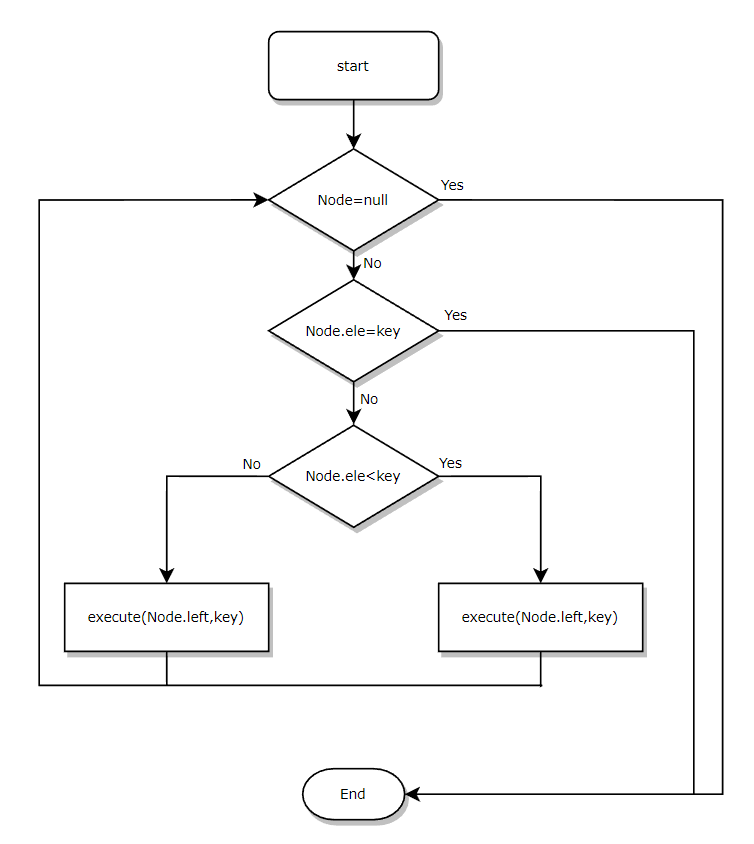 start
Node=null
Yes
No
Node.ele=key
Yes
No
Node.ele<key
No
Yes
execute(Node.left,key)
execute(Node.left,key)
End